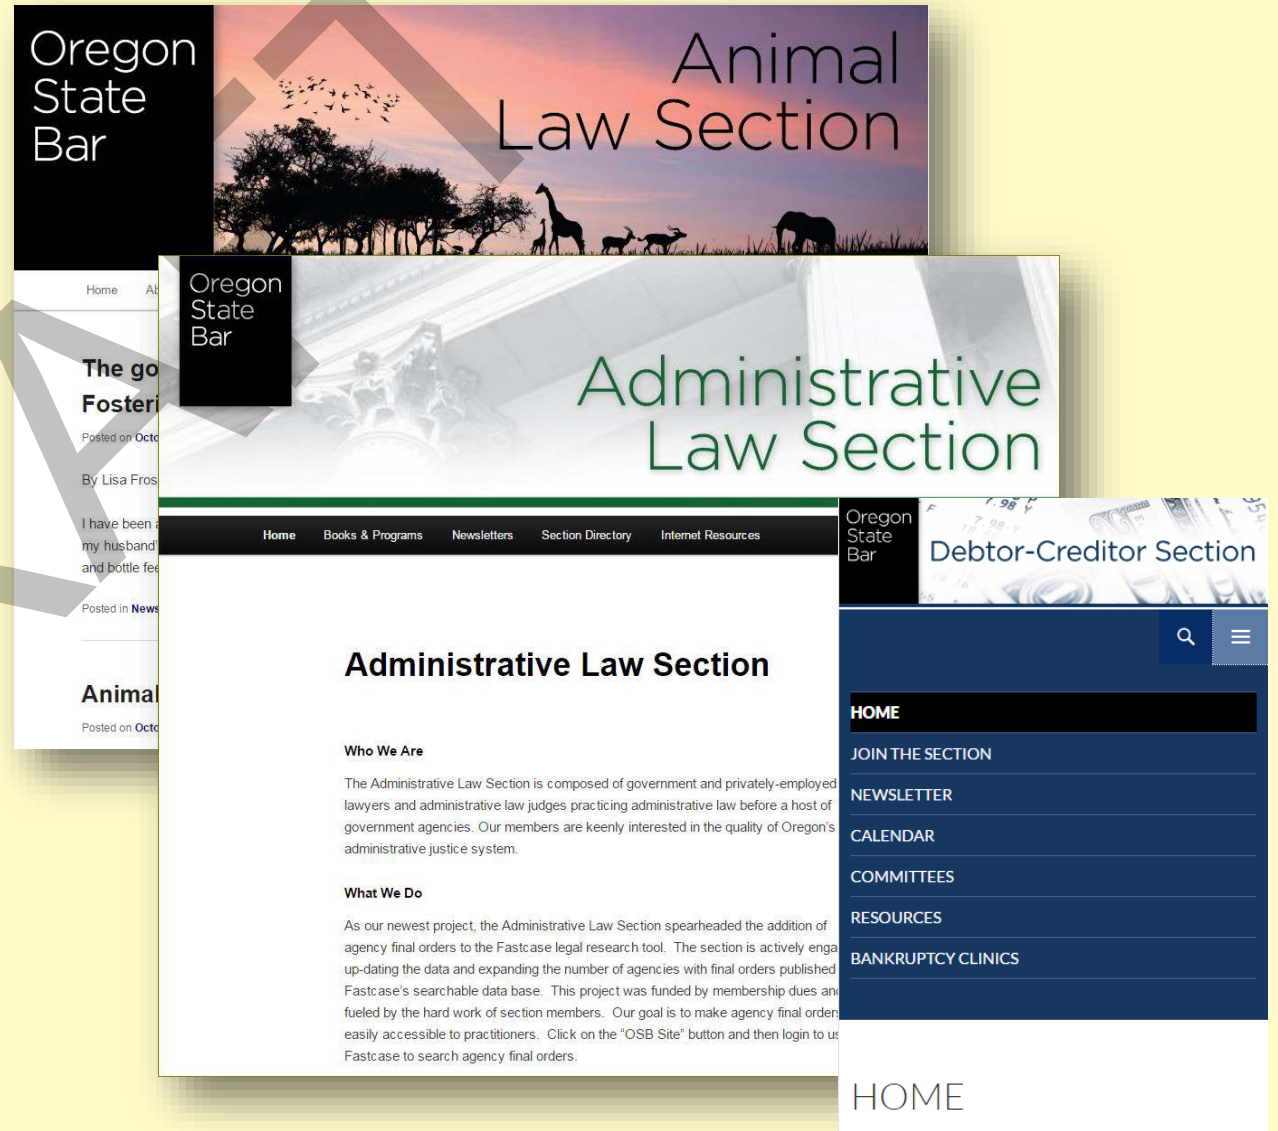 Oregon
State
Bar
Animal
Law Section
Home
The go
Fosteri
Posted on Octo
By Lisa Fros
I have been a
my husband'
and bottle fee
Posted in News
Animal
Posted on Octo
Oregon
State
Bar
Administrative
Law Section
Home Books & Programs Newsletters Section Directory Internet Resources
Administrative Law Section
Who We Are
The Administrative Law Section is composed of government and privately-employed
lawyers and administrative law judges practicing administrative law before a host of
government agencies. Our members are keenly interested in the quality of Oregon's
administrative justice system.
What We Do
As our newest project, the Administrative Law Section spearheaded the addition of
agency final orders to the Fastcase legal research tool. The section is actively enga
up-dating the data and expanding the number of agencies with final orders published
Fastcase's searchable data base. This project was funded by membership dues and
fueled by the hard work of section members. Our goal is to make agency final orders
easily accessible to practitioners. Click on the “OSB Site” button and then login to us
Fastcase to search agency final orders.
Oregon
State
Bar
Debtor-Creditor Section
HOME
JOIN THE SECTION
NEWSLETTER
CALENDAR
COMMITTEES
RESOURCES
BANKRUPTCY CLINICS
HOME